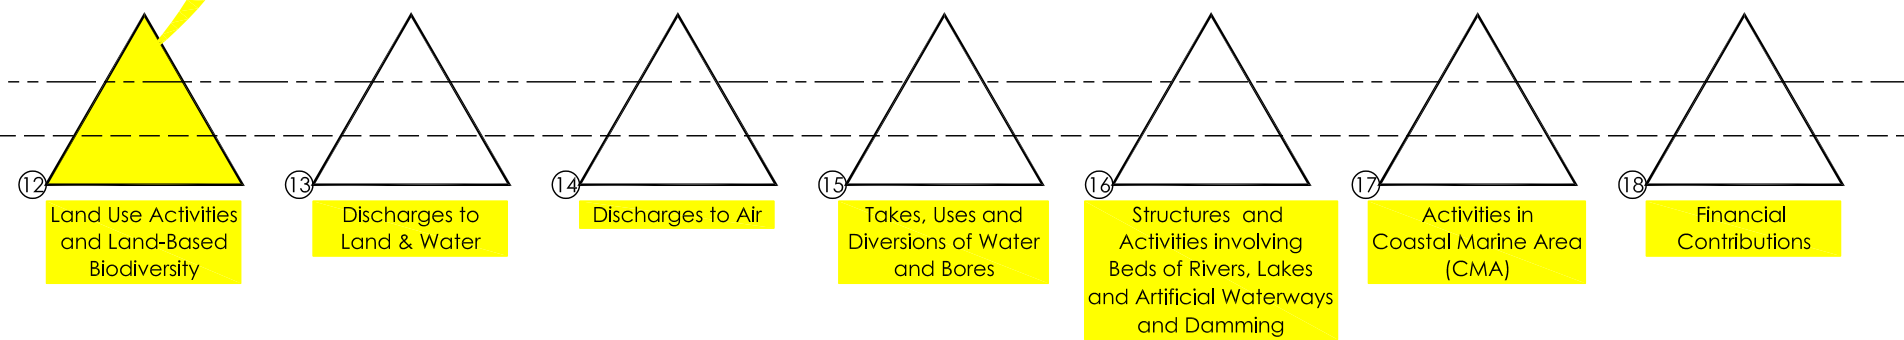 12
Land Use Activities
and Land-Based
Biodiversity
13
Discharges to
Land & Water
14
Discharges to Air
15
Takes, Uses and
Diversions of Water
and Bores
16
Structures and
Activities involving
Beds of Rivers, Lakes
and Artificial Waterways
and Damming
17
Activities in
Coastal Marine Area
(CMA)
18
Financial
Contributions